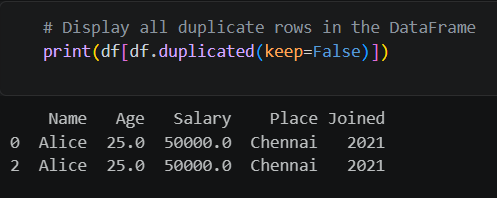 # Display all duplicate rows in the DataFrame
print(df[df.duplicated(keep=False)])
Name Age Salary Place Joined
0 Alice 25.0 50000.0 Chennai 2021
2 Alice 25.0 50000.0 Chennai 2021